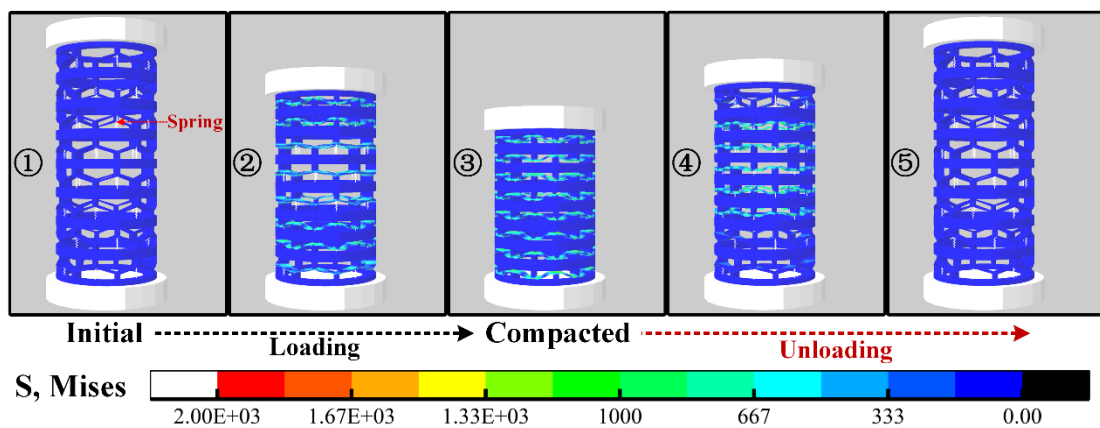 Spring
①
②
③
④
⑤
Initial
Loading
Compacted
Unloading
S, Mises
2.00E+03 1.67E+03 1.33E+03 1000 667 333 0.00